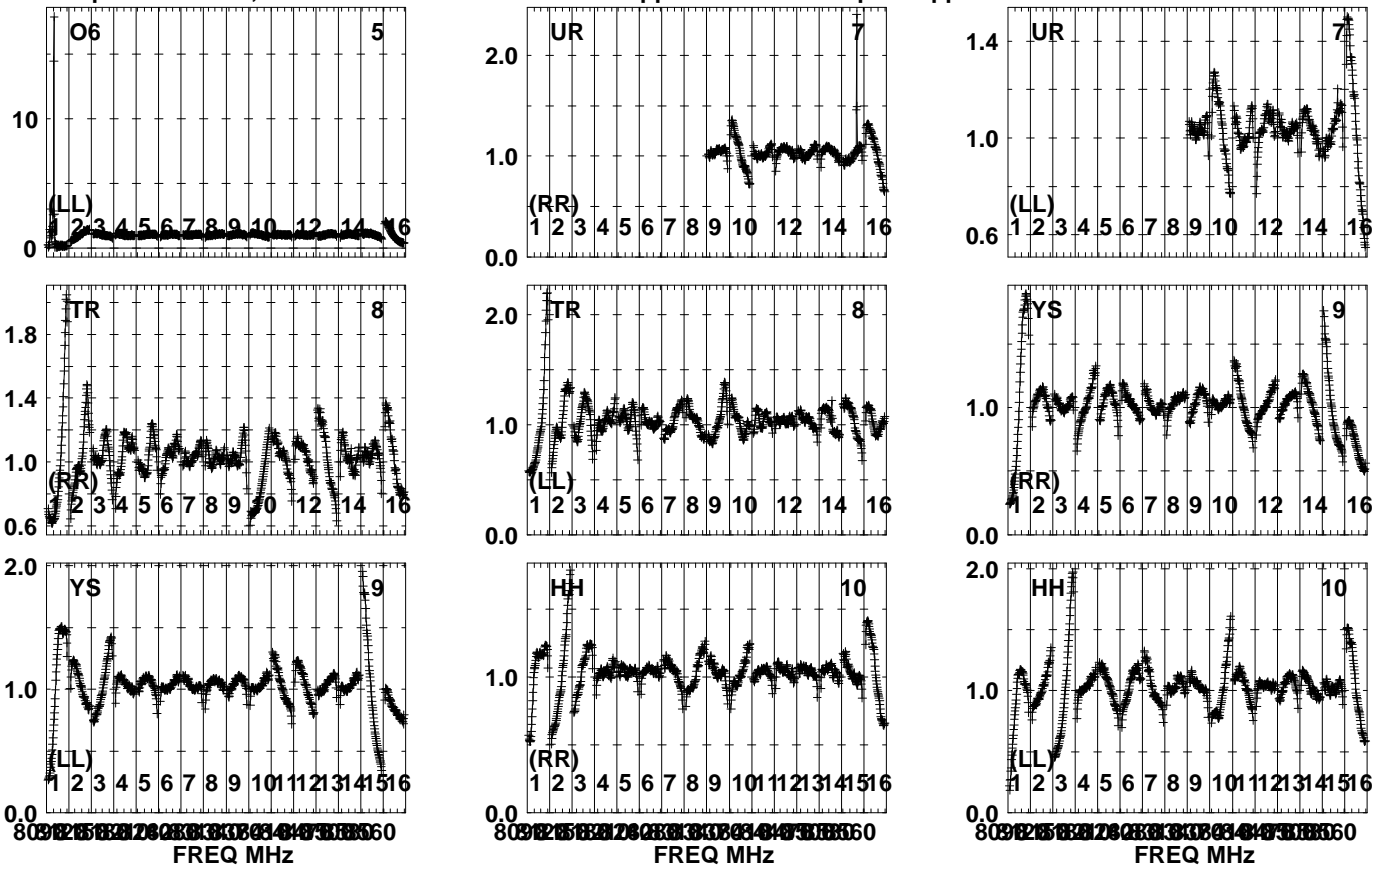 O6 5
10
0
(LL)
1 2 3 4 5 6 7 8 9 10 12 14 16
UR 7
2.0
1.0
0.0
(RR)
1 2 3 4 5 6 7 8 10 12 14 16
UR 7
1.4
1.0
0.6
(LL)
1 2 3 4 5 6 7 8 10 12 14 16
TR 8
1.8
1.4
1.0
0.6
(RR)
1 2 3 4 5 6 7 8 9 10 12 14 16
TR 8
2.0
1.0
0.0
(LL)
1 2 3 4 5 6 7 8 9 10 12 14 16
YS 9
1.0
0.0
(RR)
1 2 4 5 6 7 8 9 10 12 14 16
YS 9
2.0
1.0
0.0
(LL)
1 2 3 4 5 6 7 8 9 10 11 12 13 14 15 16
FREQ MHz
HH 10
1.0
0.0
(RR)
1 2 3 4 5 6 7 8 9 10 11 12 13 14 15 16
FREQ MHz
HH 10
2.0
1.0
0.0
(LL)
1 2 3 4 5 6 7 8 10 11 12 13 14 15 16
FREQ MHz